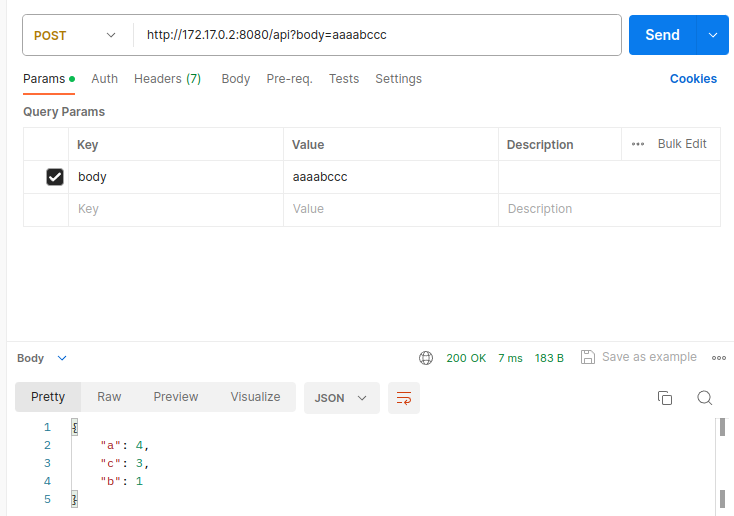 POST http://172.17.0.2:8080/api?body=aaaabccc Send
Params Auth Headers (7) Body Pre-req. Tests Settings Cookies
Query Params
Key Value Description Bulk Edit
body aaaabccc
Key Value Description
Body 200 OK 7 ms 183 B Save as example
Pretty Raw Preview Visualize JSON
1 {
2 "a": 4,
3 "c": 3,
4 "b": 1
5 }